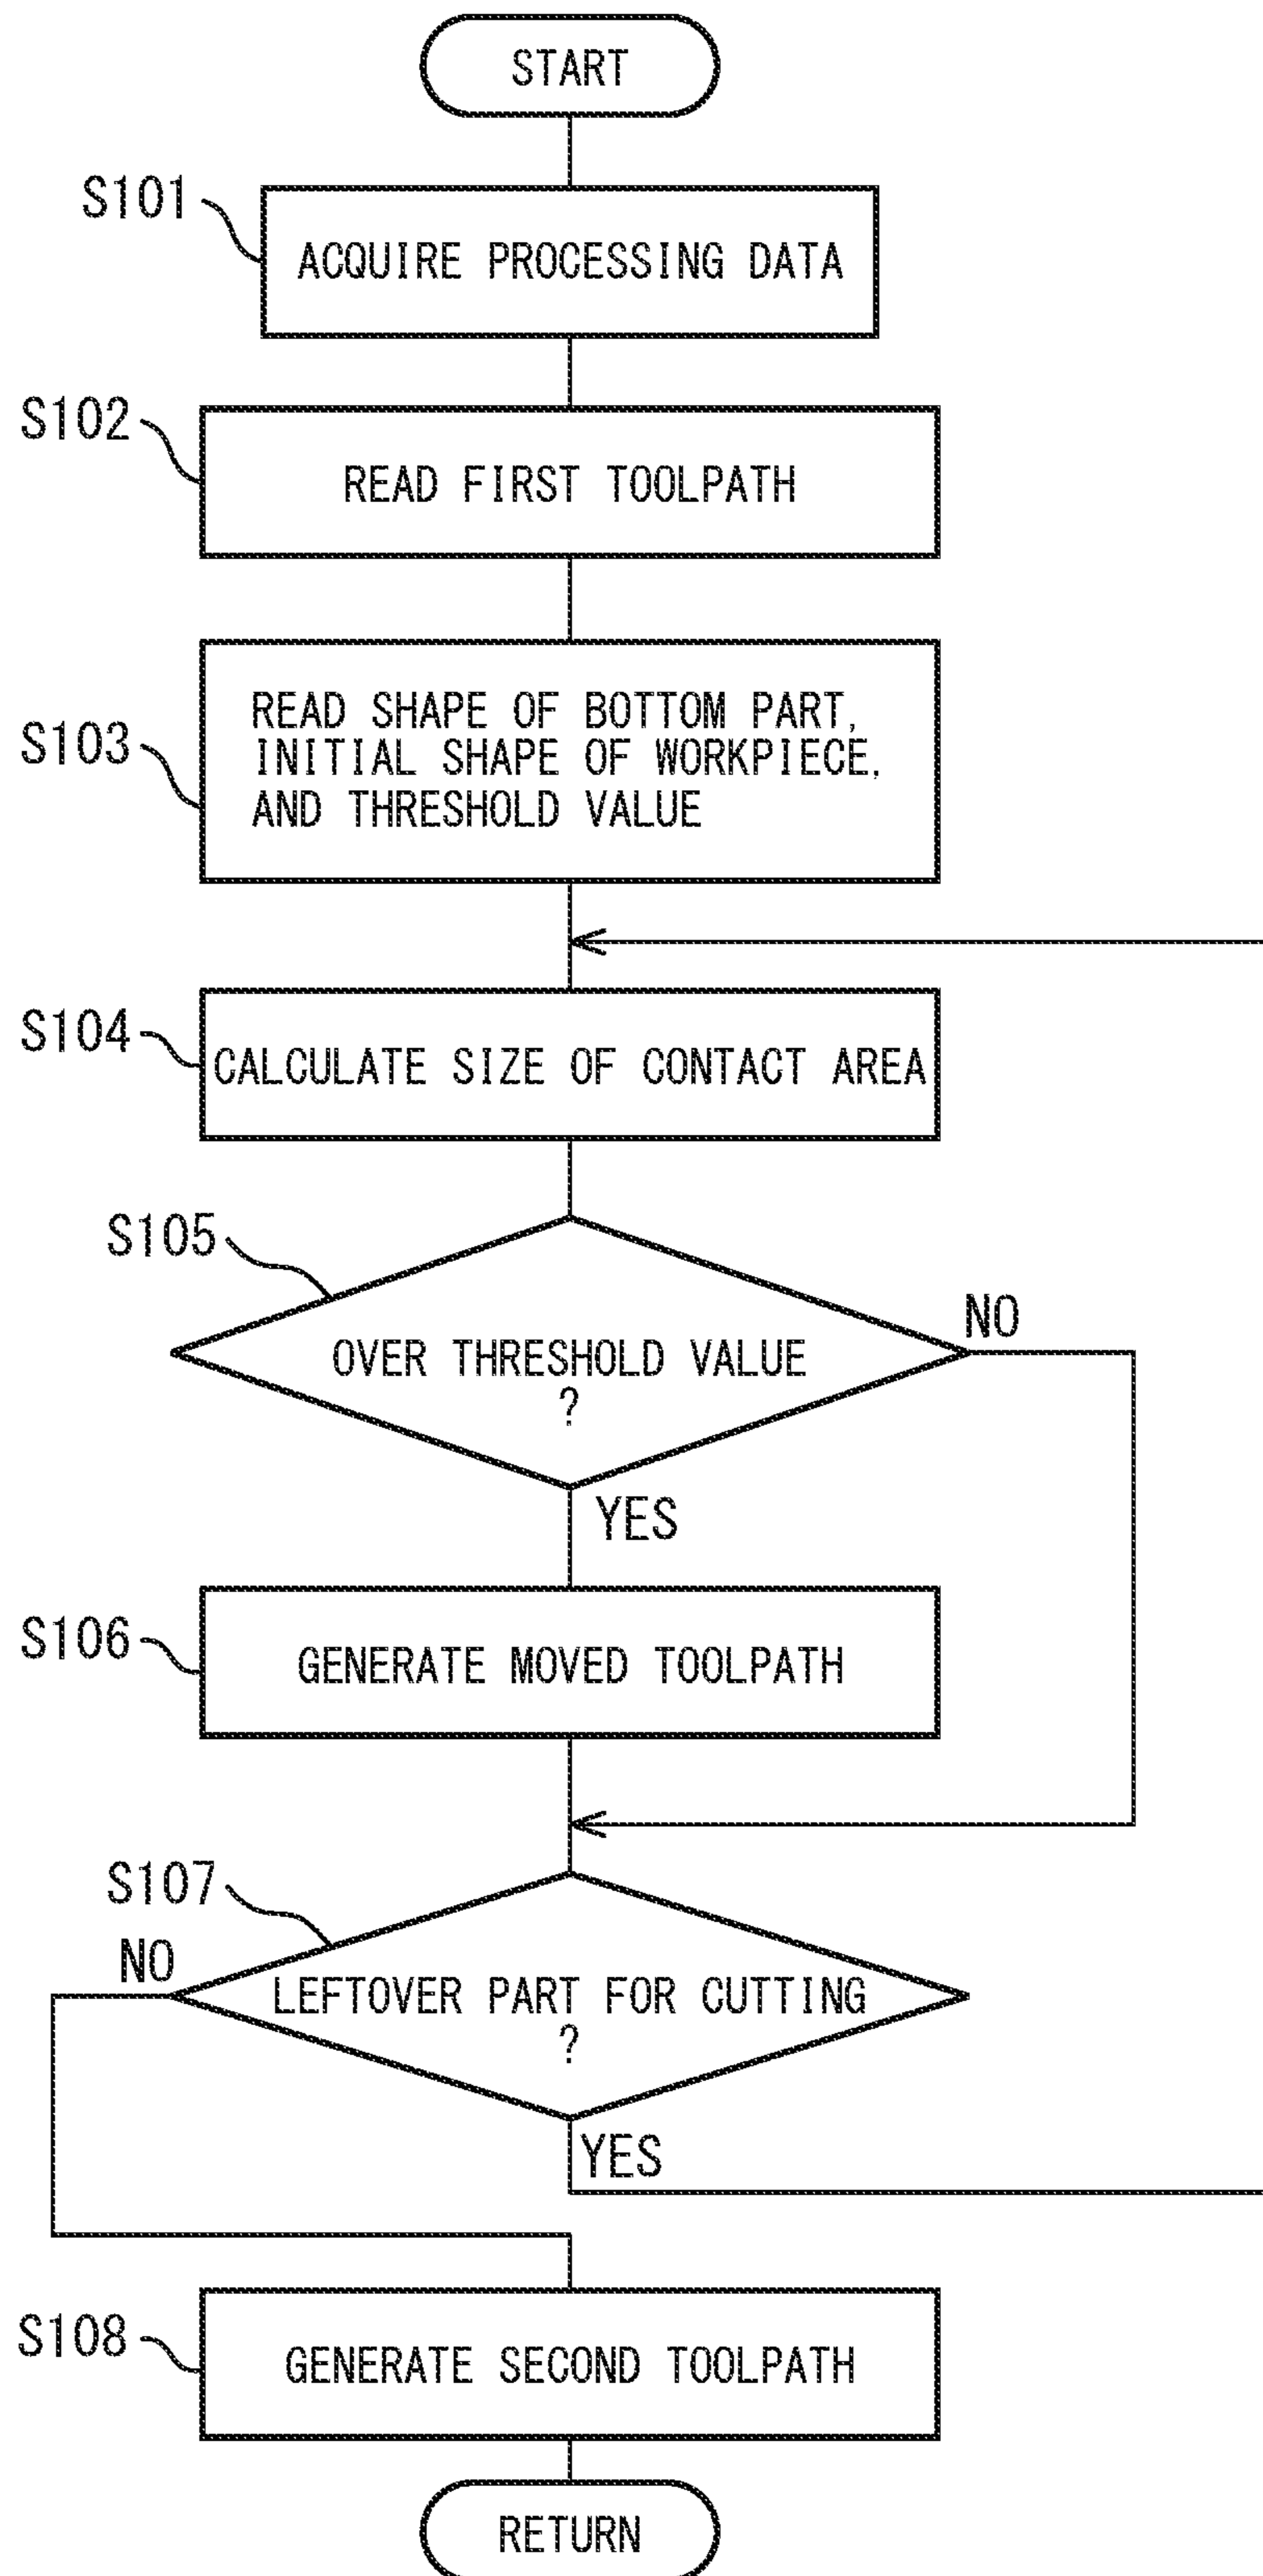 START
S101
ACQUIRE PROCESSING DATA
S102
READ FIRST TOOLPATH
S103
READ SHAPE OF BOTTOM PART,
INITIAL SHAPE OF WORKPIECE,
AND THRESHOLD VALUE
S104
CALCULATE SIZE OF CONTACT AREA
S105
NO
OVER THRESHOLD VALUE
?
YES
S106
GENERATE MOVED TOOLPATH
S107
NO
LEFTOVER PART FOR CUTTING
?
YES
S108
GENERATE SECOND TOOLPATH
RETURN